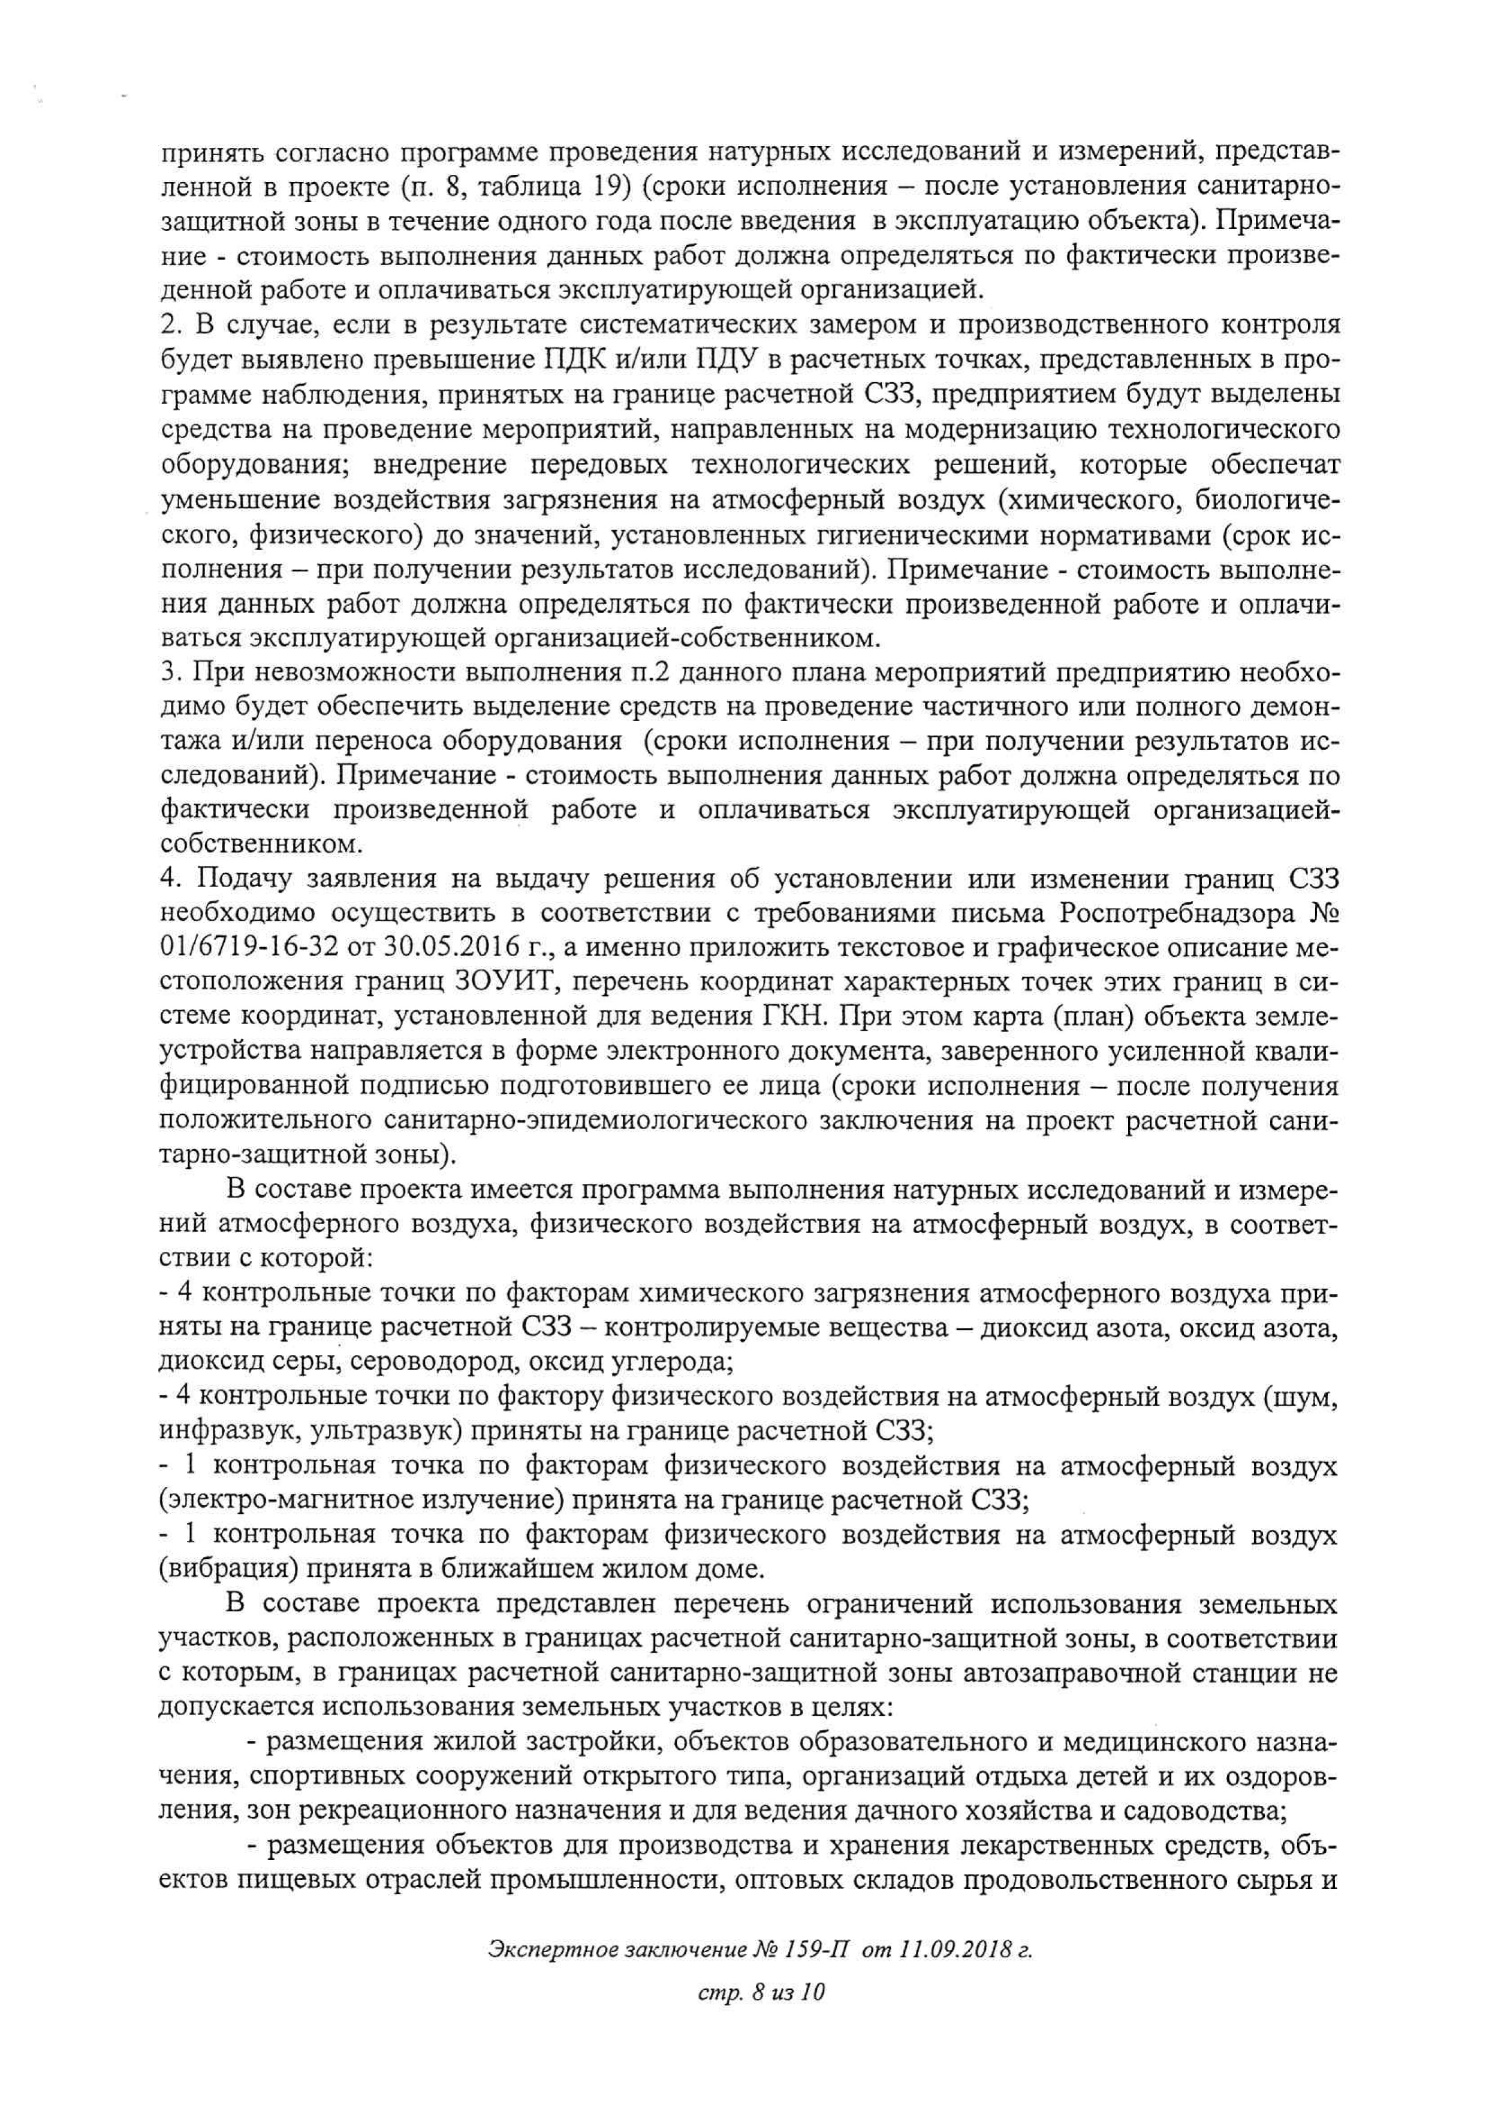 принять согласно программе проведения натурных исследований и измерений, представ-
ленной в проекте (п. 8, таблица 19) (сроки исполнения – после установления санитарно-
защитной зоны в течение одного года после введения в эксплуатацию объекта). Примеча-
ние - стоимость выполнения данных работ должна определяться по фактически произве-
денной работе и оплачиваться эксплуатирующей организацией.
2. В случае, если в результате систематических замером и производственного контроля
будет выявлено превышение ПДК и/или ПДУ в расчетных точках, представленных в про-
грамме наблюдения, принятых на границе расчетной СЗЗ, предприятием будут выделены
средства на проведение мероприятий, направленных на модернизацию технологического
оборудования; внедрение передовых технологических решений, которые обеспечат
уменьшение воздействия загрязнения на атмосферный воздух (химического, биологиче-
ского, физического) до значений, установленных гигиеническими нормативами (срок ис-
полнения – при получении результатов исследований). Примечание - стоимость выполне-
ния данных работ должна определяться по фактически произведенной работе и оплачи-
ваться эксплуатирующей организацией-собственником.
3. При невозможности выполнения п.2 данного плана мероприятий предприятию необхо-
димо будет обеспечить выделение средств на проведение частичного или полного демон-
тажа и/или переноса оборудования (сроки исполнения – при получении результатов ис-
следований). Примечание - стоимость выполнения данных работ должна определяться по
фактически произведенной работе и оплачиваться эксплуатирующей организацией-
собственником.
4. Подачу заявления на выдачу решения об установлении или изменении границ СЗЗ
необходимо осуществить в соответствии с требованиями письма Роспотребнадзора №
01/6719-16-32 от 30.05.2016 г., а именно приложить текстовое и графическое описание ме-
стоположения границ ЗОУИТ, перечень координат характерных точек этих границ в си-
стеме координат, установленной для ведения ГКН. При этом карта (план) объекта земле-
устройства направляется в форме электронного документа, заверенного усиленной квали-
фицированной подписью подготовившего ее лица (сроки исполнения – после получения
положительного санитарно-эпидемиологического заключения на проект расчетной сани-
тарно-защитной зоны).
В составе проекта имеется программа выполнения натурных исследований и измере-
ний атмосферного воздуха, физического воздействия на атмосферный воздух, в соответ-
ствии с которой:
- 4 контрольные точки по факторам химического загрязнения атмосферного воздуха при-
няты на границе расчетной СЗЗ – контролируемые вещества – диоксид азота, оксид азота,
диоксид серы, сероводород, оксид углерода;
- 4 контрольные точки по фактору физического воздействия на атмосферный воздух (шум,
инфразвук, ультразвук) приняты на границе расчетной СЗЗ;
- 1 контрольная точка по факторам физического воздействия на атмосферный воздух
(электро-магнитное излучение) принята на границе расчетной СЗЗ;
- 1 контрольная точка по факторам физического воздействия на атмосферный воздух
(вибрация) принята в ближайшем жилом доме.
В составе проекта представлен перечень ограничений использования земельных
участков, расположенных в границах расчетной санитарно-защитной зоны, в соответствии
с которым, в границах расчетной санитарно-защитной зоны автозаправочной станции не
допускается использования земельных участков в целях:
- размещения жилой застройки, объектов образовательного и медицинского назна-
чения, спортивных сооружений открытого типа, организаций отдыха детей и их оздоров-
ления, зон рекреационного назначения и для ведения дачного хозяйства и садоводства;
- размещения объектов для производства и хранения лекарственных средств, объ-
ектов пищевых отраслей промышленности, оптовых складов продовольственного сырья и
Экспертное заключение № 159-П от 11.09.2018 г.
стр. 8 из 10